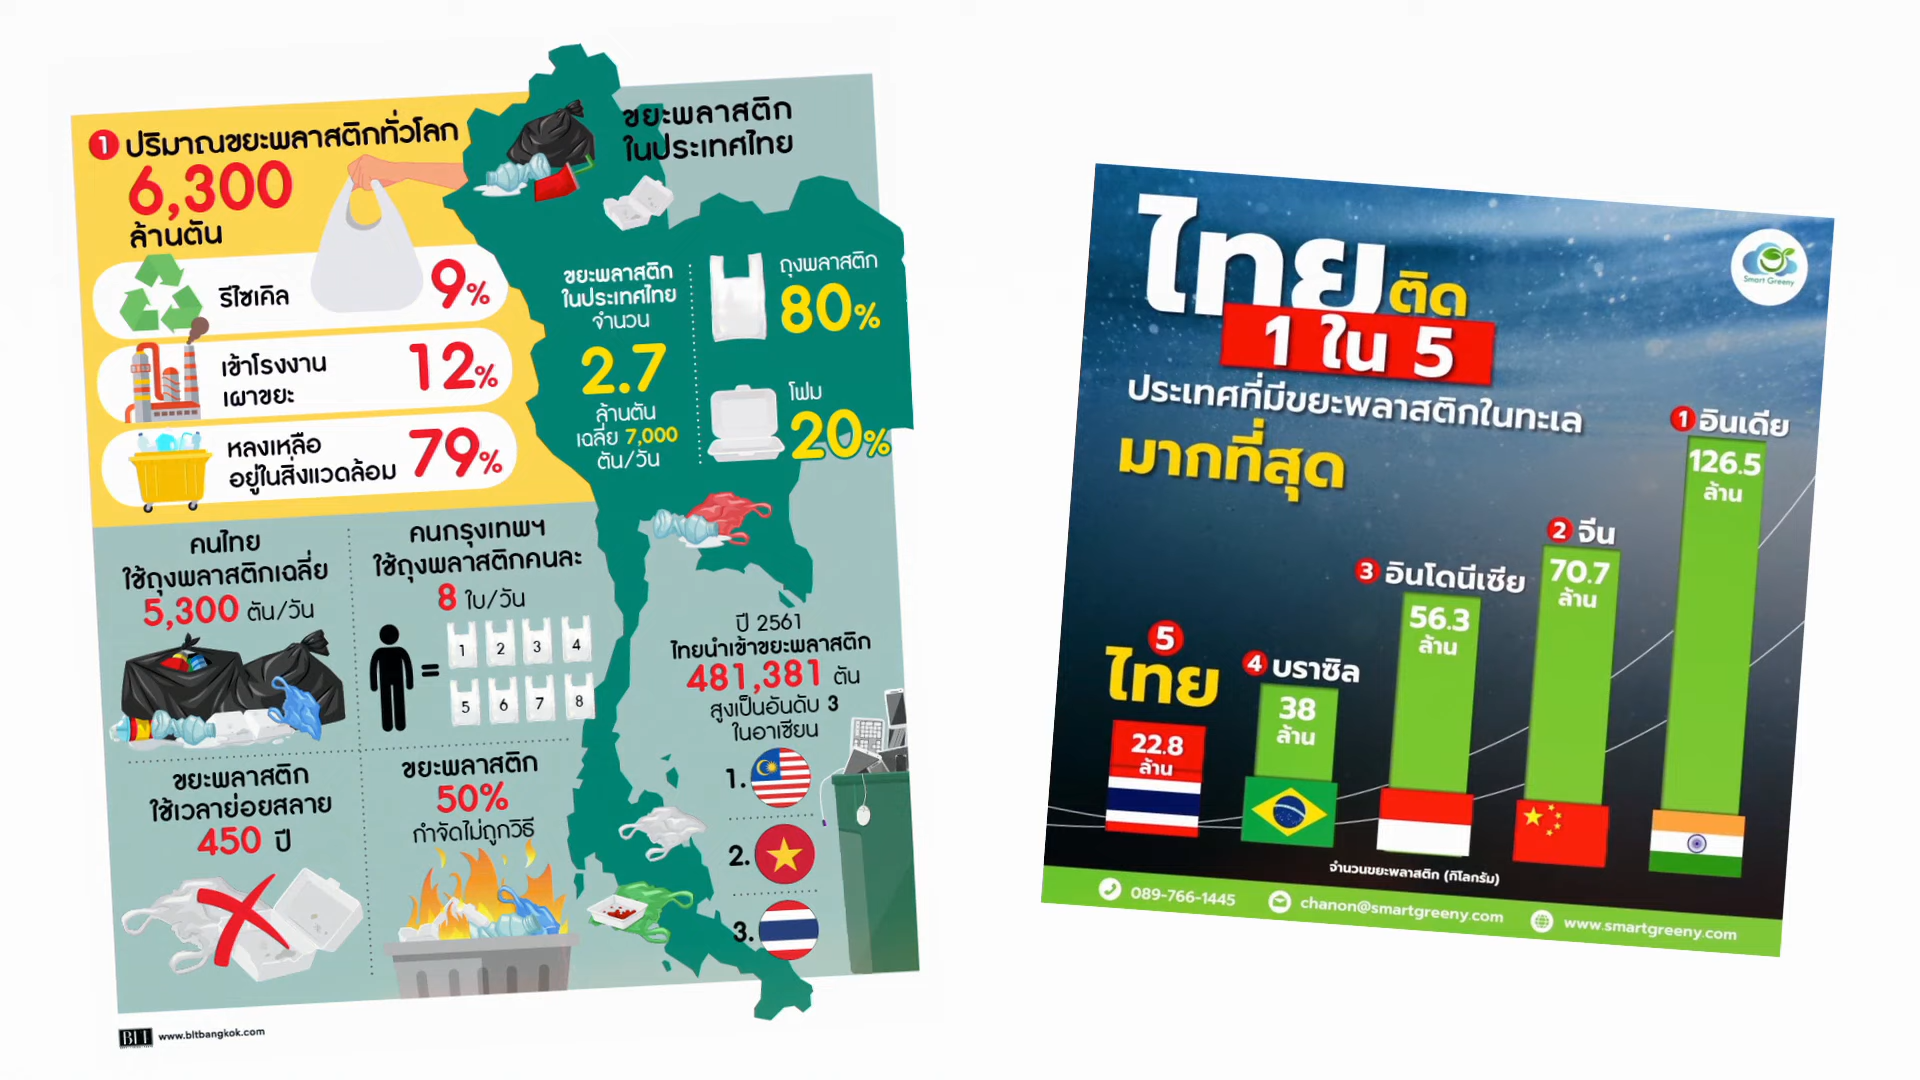 1 ปริมาณขยะพลาสติกทั่วโลก
6,300
ล้านตัน
รีไซเคิล 9%
เข้าโรงงาน
เผาขยะ
12%
หลงเหลือ
อยู่ในสิ่งแวดล้อม
79%
ขยะพลาสติก
ในประเทศไทย
ขยะพลาสติก
ในประเทศไทย
จำนวน
2.7
ล้านตัน
เฉลี่ย 7,000
ตัน/วัน
ถุงพลาสติก
80%
โฟม
20%
คนไทย
ใช้ถุงพลาสติกเฉลี่ย
5,300 ตัน/วัน
คนกรุงเทพฯ
ใช้ถุงพลาสติกคนละ
8 ใบ/วัน
1 2 3 4
=
5 6 7 8
ปี 2561
ไทยนำเข้าขยะพลาสติก
481,381 ตัน
สูงเป็นอันดับ 3
ในอาเซียน
1.
2.
3.
ขยะพลาสติก
ใช้เวลาย่อยสลาย
450 ปี
ขยะพลาสติก
50%
กำจัดไม่ถูกวิธี
BLT www.bltbangkok.com
ไทยติด
1 ใน 5
ประเทศที่มีขยะพลาสติกในทะเล
มากที่สุด
Smart Greeny
1 อินเดีย
126.5
ล้าน
2 จีน
70.7
ล้าน
3 อินโดนีเซีย
56.3
ล้าน
4 บราซิล
38
ล้าน
5
ไทย
22.8
ล้าน
จำนวนขยะพลาสติก (กิโลกรัม)
089-766-1445 chanon@smartgreeny.com www.smartgreeny.com